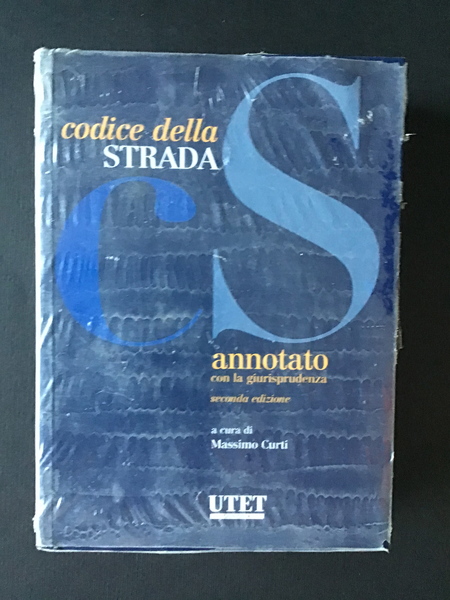 codice della
STRADA
CS
annotato
con la giurisprudenza
seconda edizione
a cura di
Massimo Curti
UTET